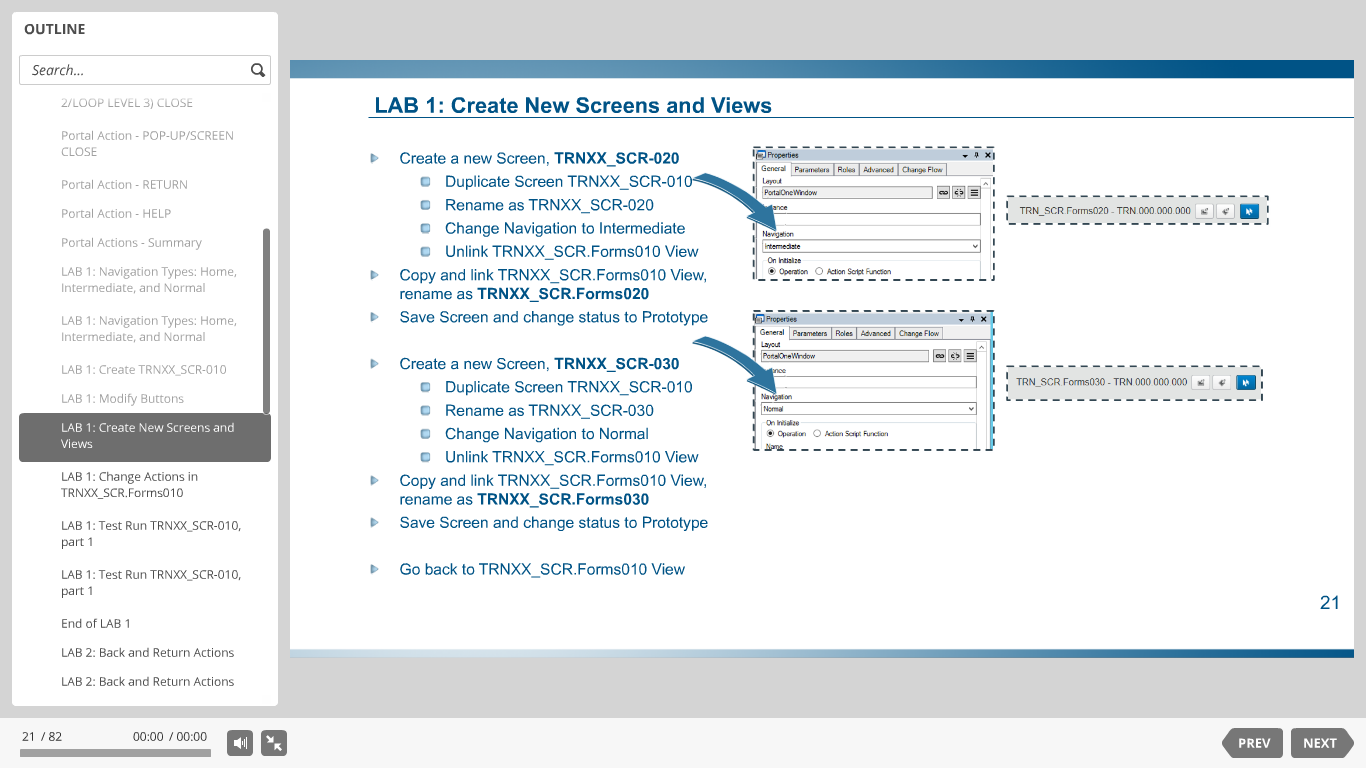 OUTLINE
Search...
2/LOOP LEVEL 3) CLOSE
Portal Action - POP-UP/SCREEN
CLOSE
Portal Action - RETURN
Portal Action - HELP
Portal Actions - Summary
LAB 1: Navigation Types: Home,
Intermediate, and Normal
LAB 1: Navigation Types: Home,
Intermediate, and Normal
LAB 1: Create TRNXX_SCR-010
LAB 1: Modify Buttons
LAB 1: Create New Screens and
Views
LAB 1: Change Actions in
TRNXX_SCR.Forms010
LAB 1: Test Run TRNXX_SCR-010,
part 1
LAB 1: Test Run TRNXX_SCR-010,
part 1
End of LAB 1
LAB 2: Back and Return Actions
LAB 2: Back and Return Actions
LAB 1: Create New Screens and Views
Create a new Screen, TRNXX_SCR-020
Duplicate Screen TRNXX_SCR-010
Rename as TRNXX_SCR-020
Change Navigation to Intermediate
Unlink TRNXX_SCR.Forms010 View
Copy and link TRNXX_SCR.Forms010 View,
rename as TRNXX_SCR.Forms020
Save Screen and change status to Prototype
Create a new Screen, TRNXX_SCR-030
Duplicate Screen TRNXX_SCR-010
Rename as TRNXX_SCR-030
Change Navigation to Normal
Unlink TRNXX_SCR.Forms010 View
Copy and link TRNXX_SCR.Forms010 View,
rename as TRNXX_SCR.Forms030
Save Screen and change status to Prototype
Go back to TRNXX_SCR.Forms010 View
Properties
General Parameters Roles Advanced Change Flow
Layout
PortalOneWindow
Navigation
Intermediate
On Initialize
Operation Action Script Function
TRN_SCR.Forms020 - TRN.000.000.000
Properties
General Parameters Roles Advanced Change Flow
Layout
PortalOneWindow
Navigation
Normal
On Initialize
Operation Action Script Function
Name
TRN_SCR.Forms030 - TRN.000.000.000
21
21 / 82
00:00 / 00:00
PREV
NEXT